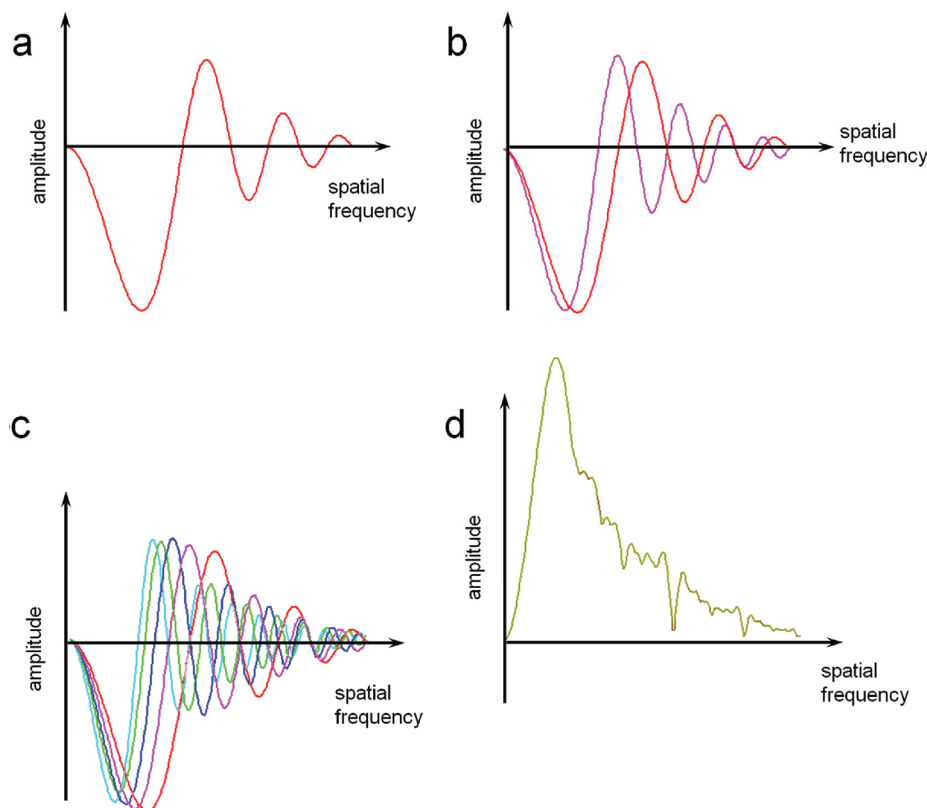 a
amplitude
spatial
frequency
b
amplitude
spatial
frequency
c
amplitude
spatial
frequency
d
amplitude
spatial
frequency